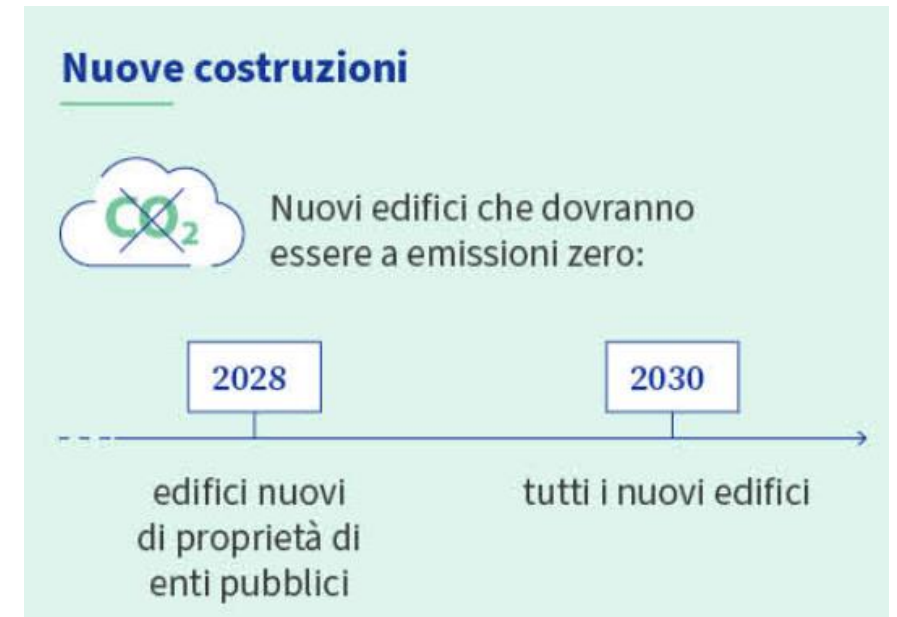 Nuove costruzioni
CO₂
Nuovi edifici che dovranno
essere a emissioni zero:
2028
2030
edifici nuovi
di proprietà di
enti pubblici
tutti i nuovi edifici